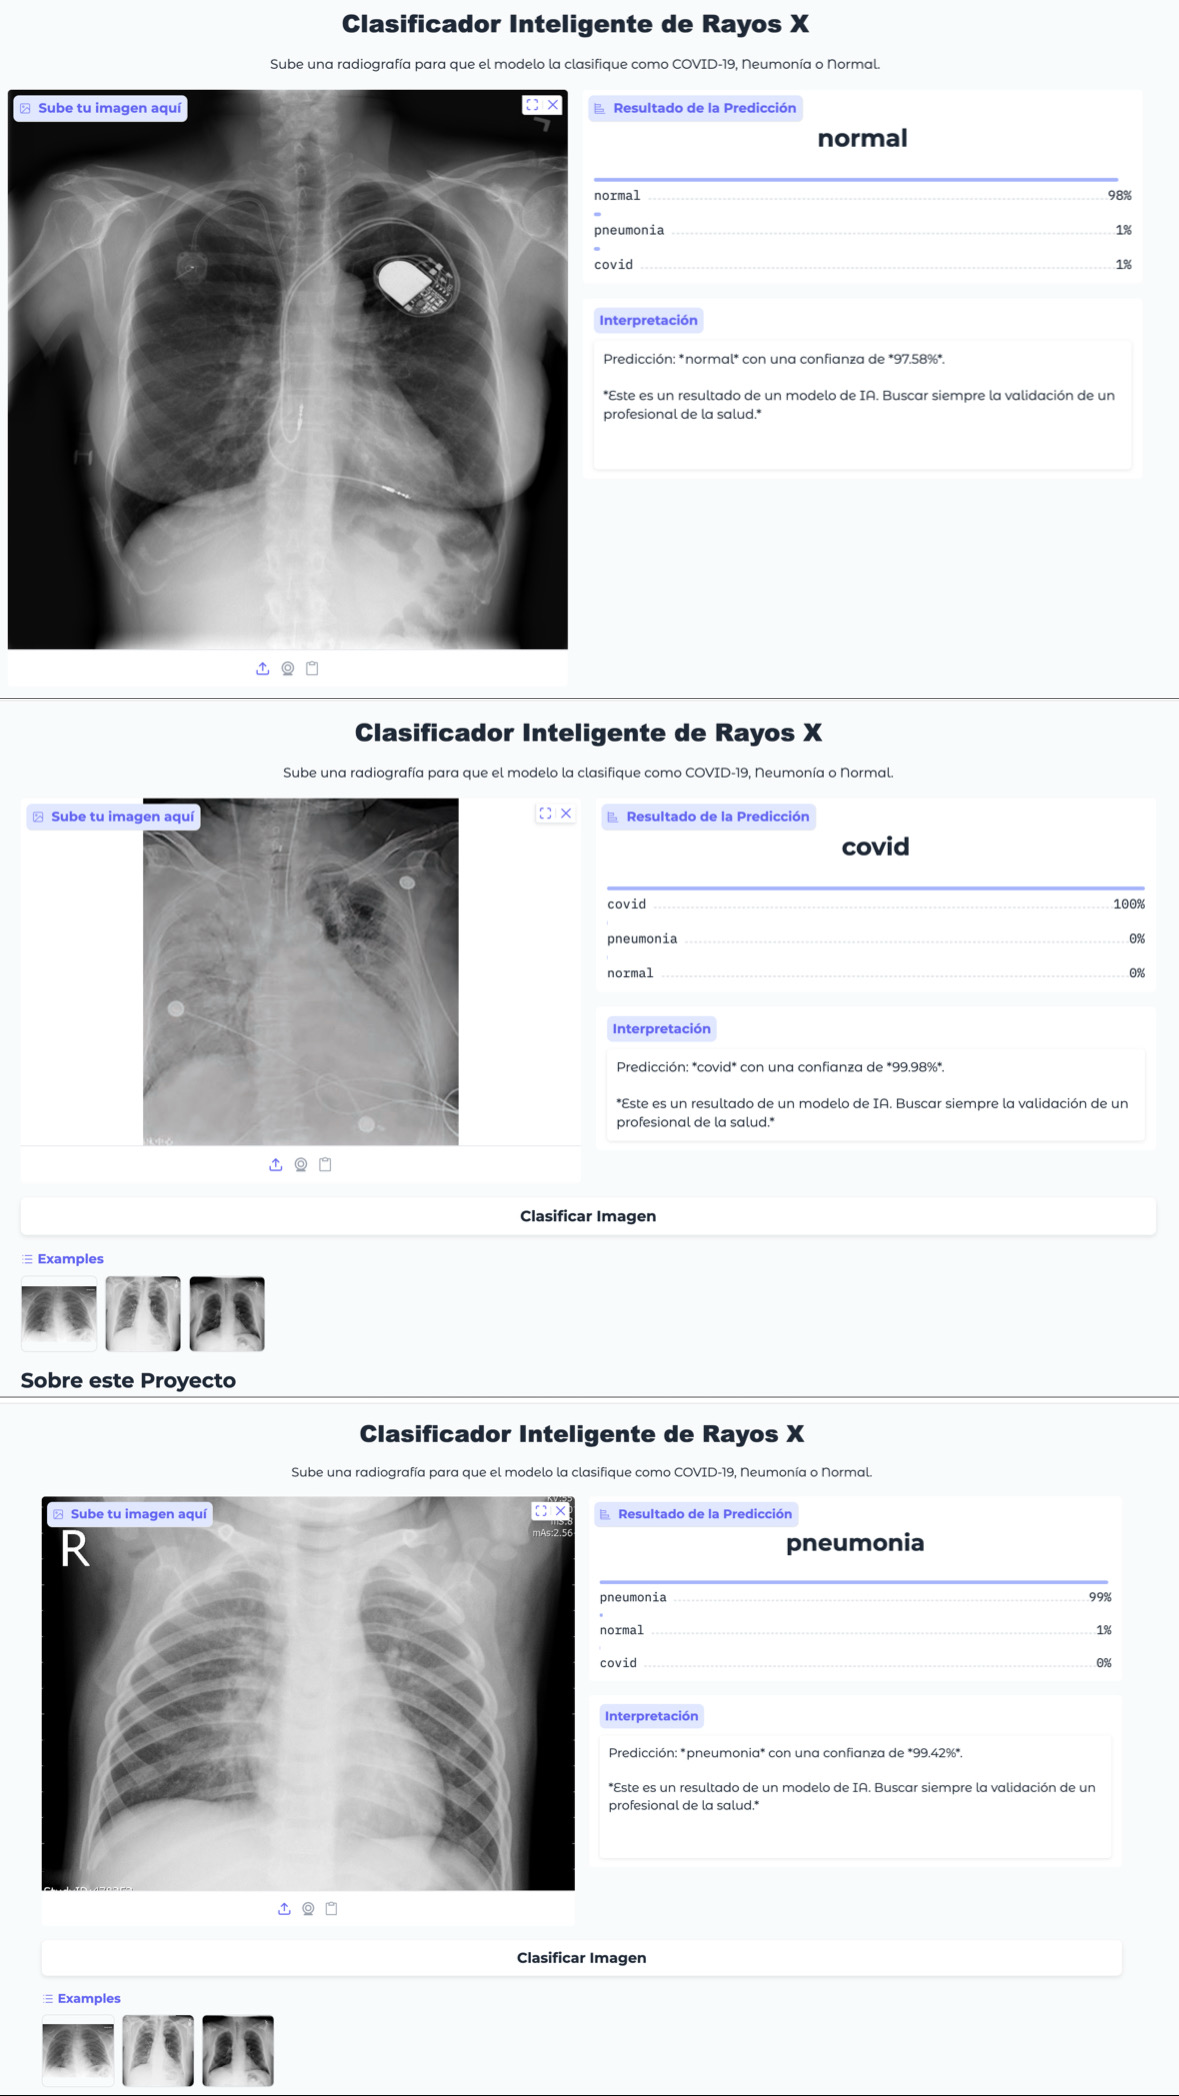 Clasificador Inteligente de Rayos X
Sube una radiografía para que el modelo la clasifique como COVID-19, Neumonía o Normal.
Sube tu imagen aquí
Resultado de la Predicción
normal
normal 98%
pneumonia 1%
covid 1%
Interpretación
Predicción: *normal* con una confianza de *97.58%*.
*Este es un resultado de un modelo de IA. Buscar siempre la validación de un
profesional de la salud.*
Clasificador Inteligente de Rayos X
Sube una radiografía para que el modelo la clasifique como COVID-19, Neumonía o Normal.
Sube tu imagen aquí
Resultado de la Predicción
covid
covid 100%
pneumonia 0%
normal 0%
Interpretación
Predicción: *covid* con una confianza de *99.98%*.
*Este es un resultado de un modelo de IA. Buscar siempre la validación de un
profesional de la salud.*
Clasificar Imagen
Examples
Sobre este Proyecto
Clasificador Inteligente de Rayos X
Sube una radiografía para que el modelo la clasifique como COVID-19, Neumonía o Normal.
Sube tu imagen aquí
R
mAs:2.56
Resultado de la Predicción
pneumonia
pneumonia 99%
normal 1%
covid 0%
Interpretación
Predicción: *pneumonia* con una confianza de *99.42%*.
*Este es un resultado de un modelo de IA. Buscar siempre la validación de un
profesional de la salud.*
Clasificar Imagen
Examples